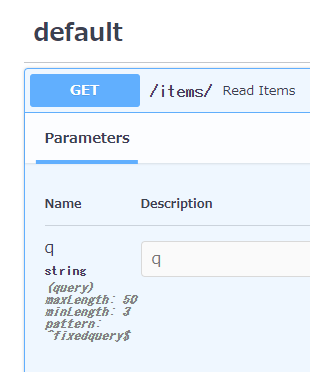 default
GET /items/ Read Items
Parameters
Name Description
q q
string
(query)
maxLength: 50
minLength: 3
pattern:
^fixedquery$